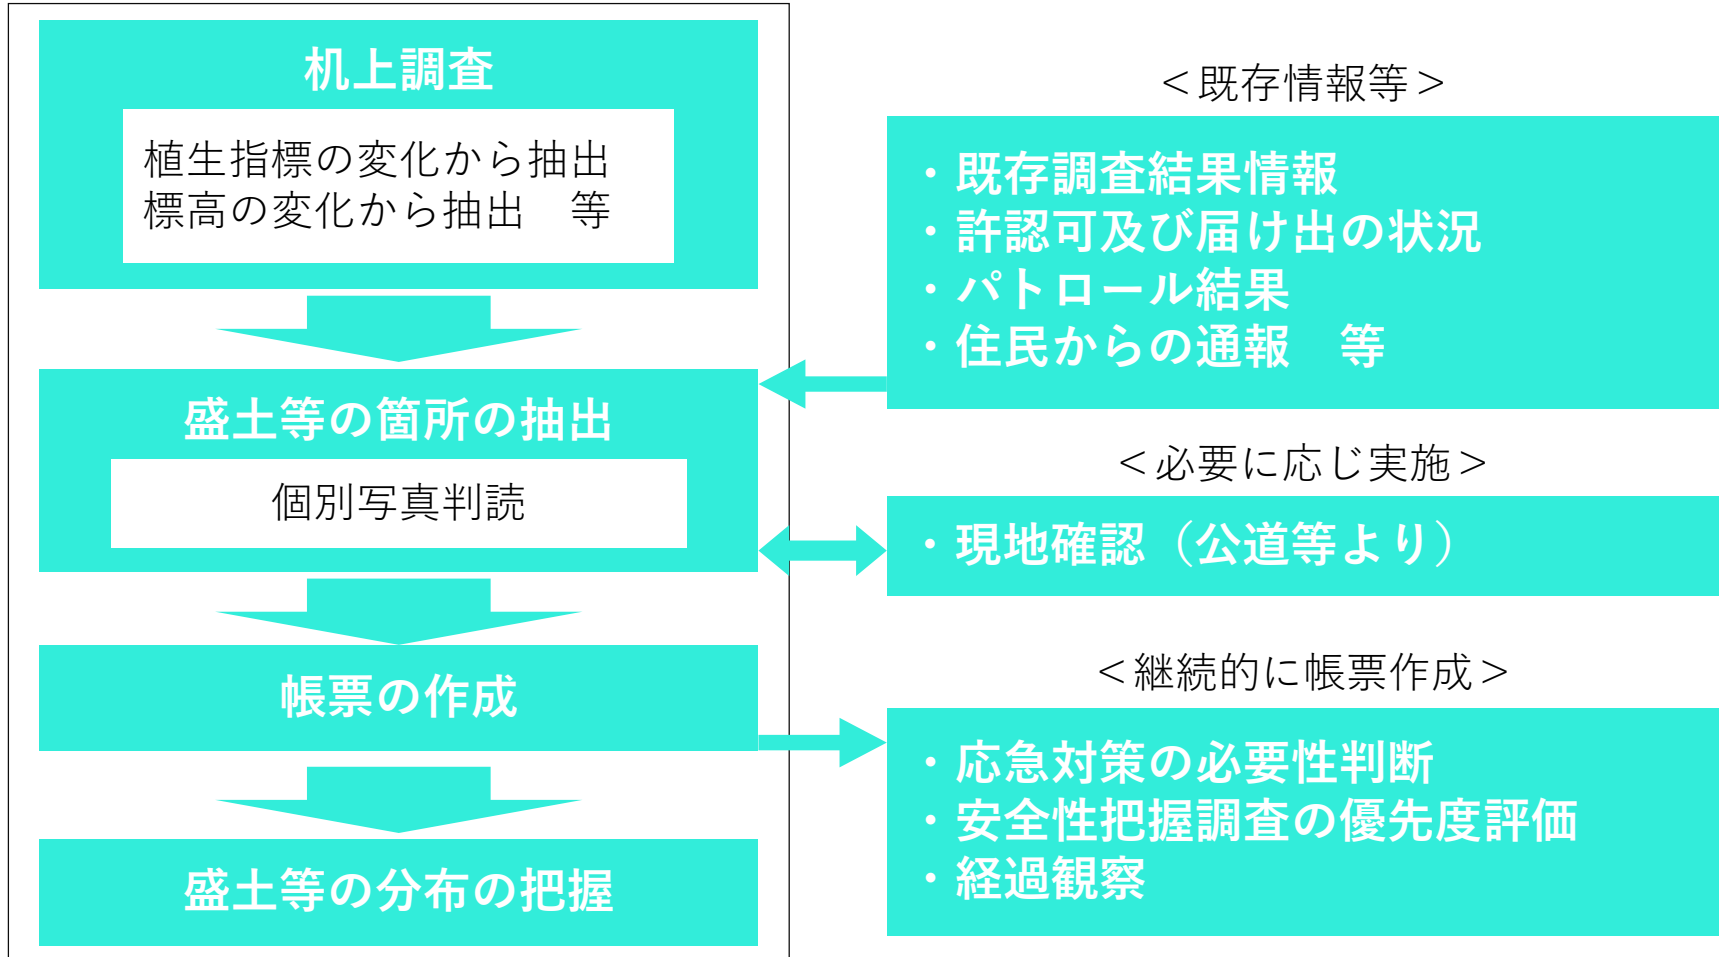 机上調査
植生指標の変化から抽出
標高の変化から抽出　等
盛土等の箇所の抽出
個別写真判読
帳票の作成
盛土等の分布の把握
＜既存情報等＞
・既存調査結果情報
・許認可及び届け出の状況
・パトロール結果
・住民からの通報　等
＜必要に応じ実施＞
・現地確認（公道等より）
＜継続的に帳票作成＞
・応急対策の必要性判断
・安全性把握調査の優先度評価
・経過観察